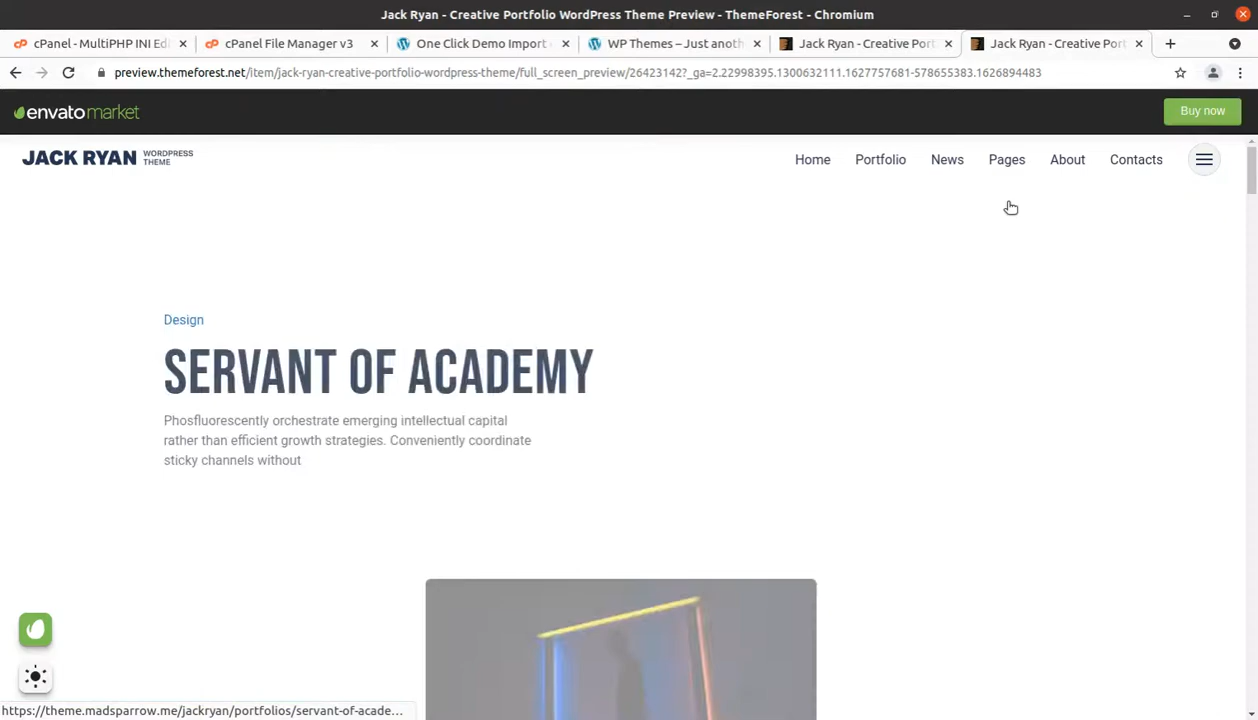 Jack Ryan - Creative Portfolio WordPress Theme Preview - ThemeForest - Chromium
cPanel - MultiPHP INI Edi
cPanel File Manager v3
One Click Demo Import
WP Themes – Just anoth
Jack Ryan - Creative Port
Jack Ryan - Creative Port
preview.themeforest.net/item/jack-ryan-creative-portfolio-wordpress-theme/full_screen_preview/26423142?_ga=2.22998395.1300632111.1627757681-578655383.1626894483
envatomarket
Buy now
JACK RYAN WORDPRESS
THEME
Home
Portfolio
News
Pages
About
Contacts
Design
SERVANT OF ACADEMY
Phosfluorescently orchestrate emerging intellectual capital
rather than efficient growth strategies. Conveniently coordinate
sticky channels without
https://theme.madsparrow.me/jackryan/portfolios/servant-of-acade...